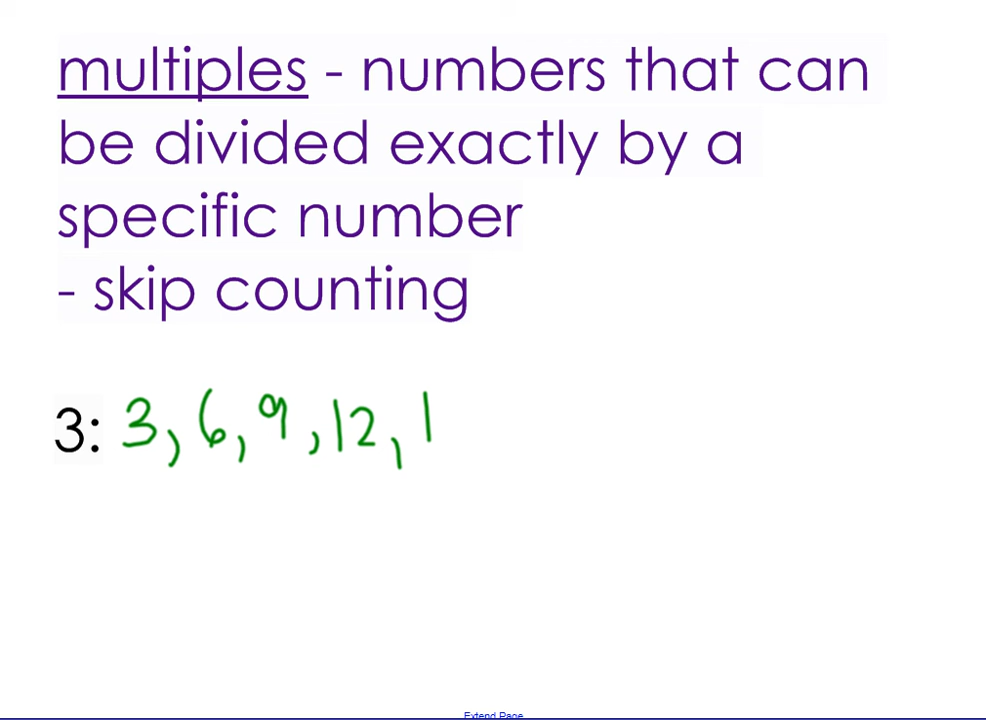 multiples - numbers that can
be divided exactly by a
specific number
- skip counting
3: 3, 6, 9, 12, 1
Extend Page